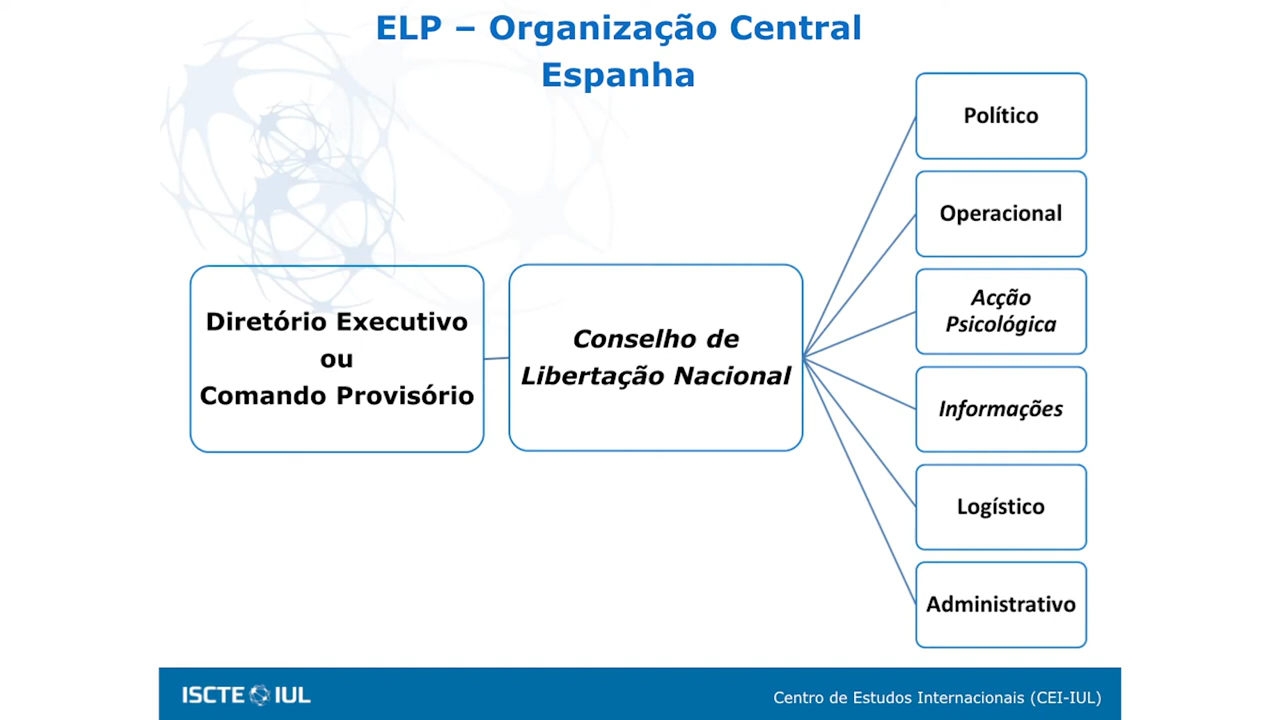 ELP – Organização Central
Espanha
Diretório Executivo
ou
Comando Provisório
Conselho de
Libertação Nacional
Político
Operacional
Acção
Psicológica
Informações
Logístico
Administrativo
ISCTE IUL
Centro de Estudos Internacionais (CEI-IUL)